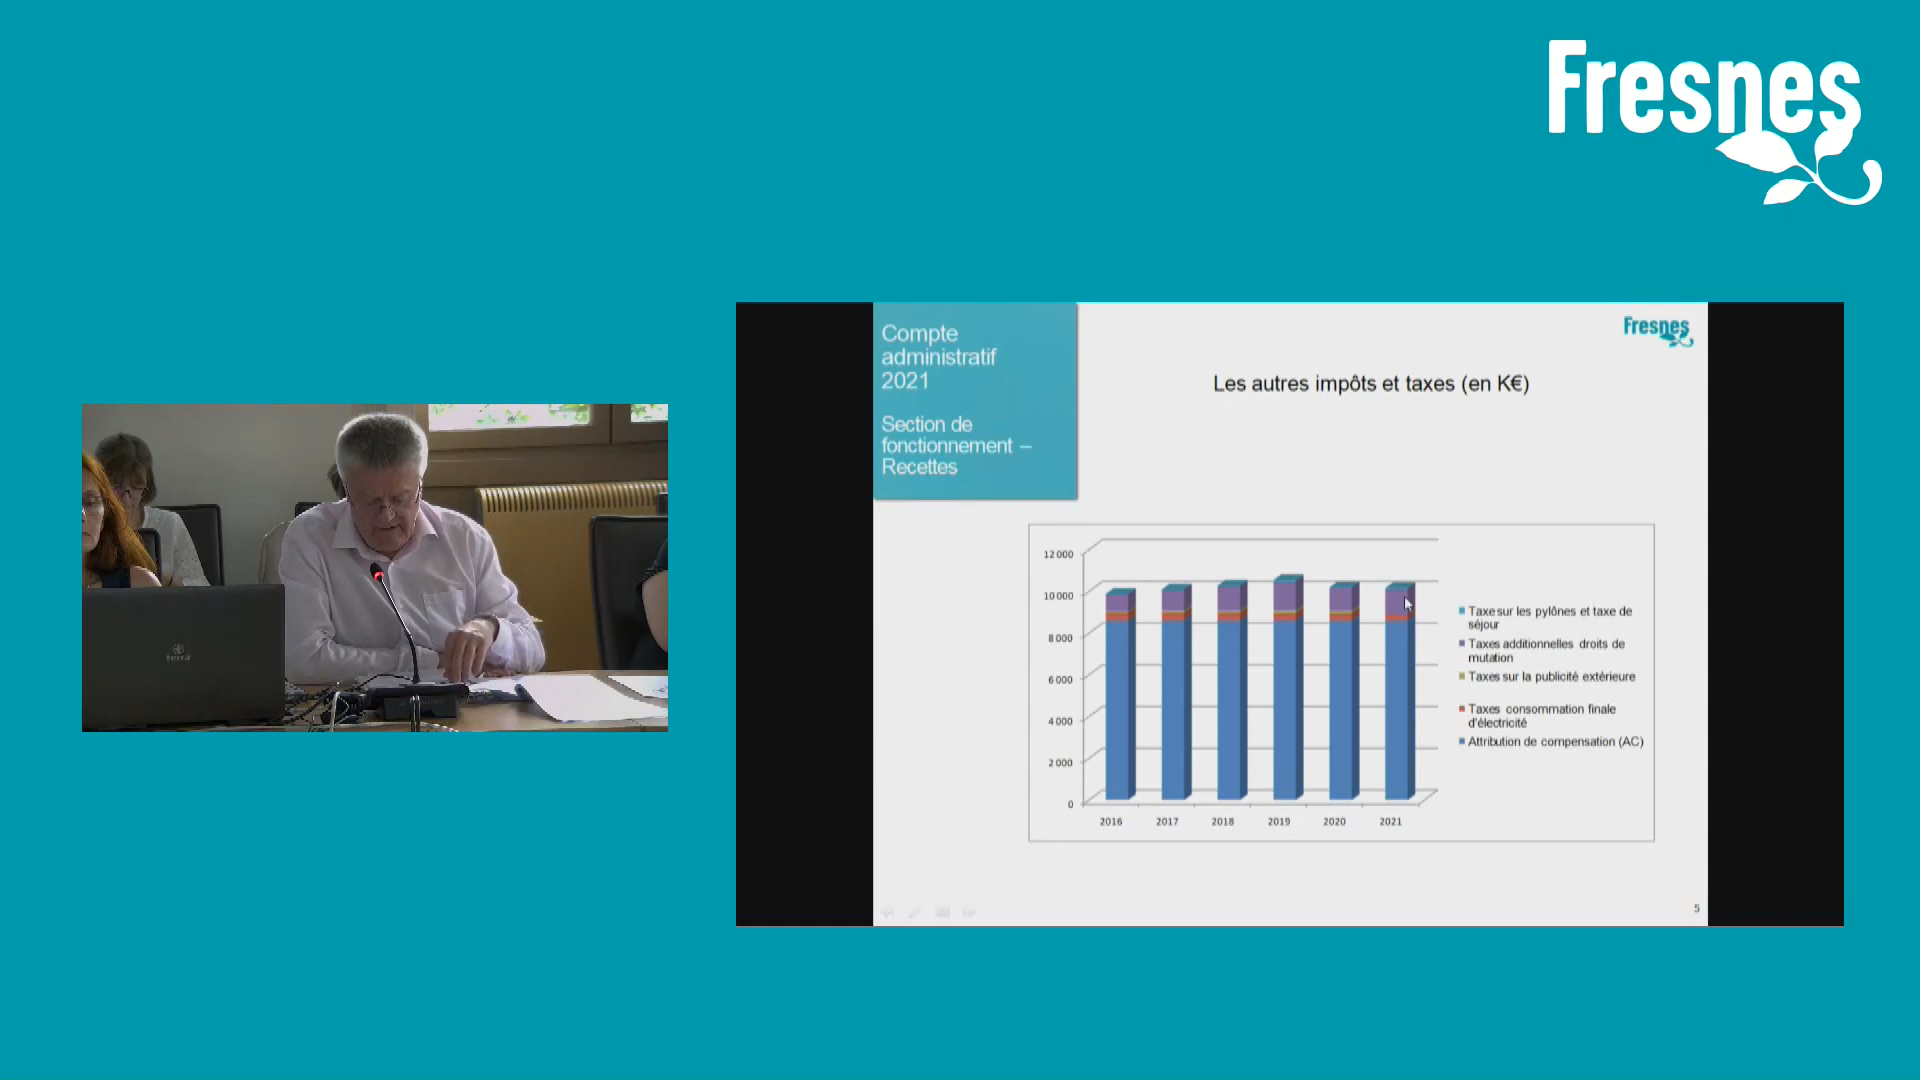 Fresnes
Compte
administratif
2021
Section de
fonctionnement –
Recettes
Fresnes
Les autres impôts et taxes (en K€)
12 000
10 000
8 000
6 000
4 000
2 000
0
2016 2017 2018 2019 2020 2021
Taxe sur les pylônes et taxe de
séjour
Taxes additionnelles droits de
mutation
Taxes sur la publicité extérieure
Taxes consommation finale
d'électricité
Attribution de compensation (AC)
5
terra